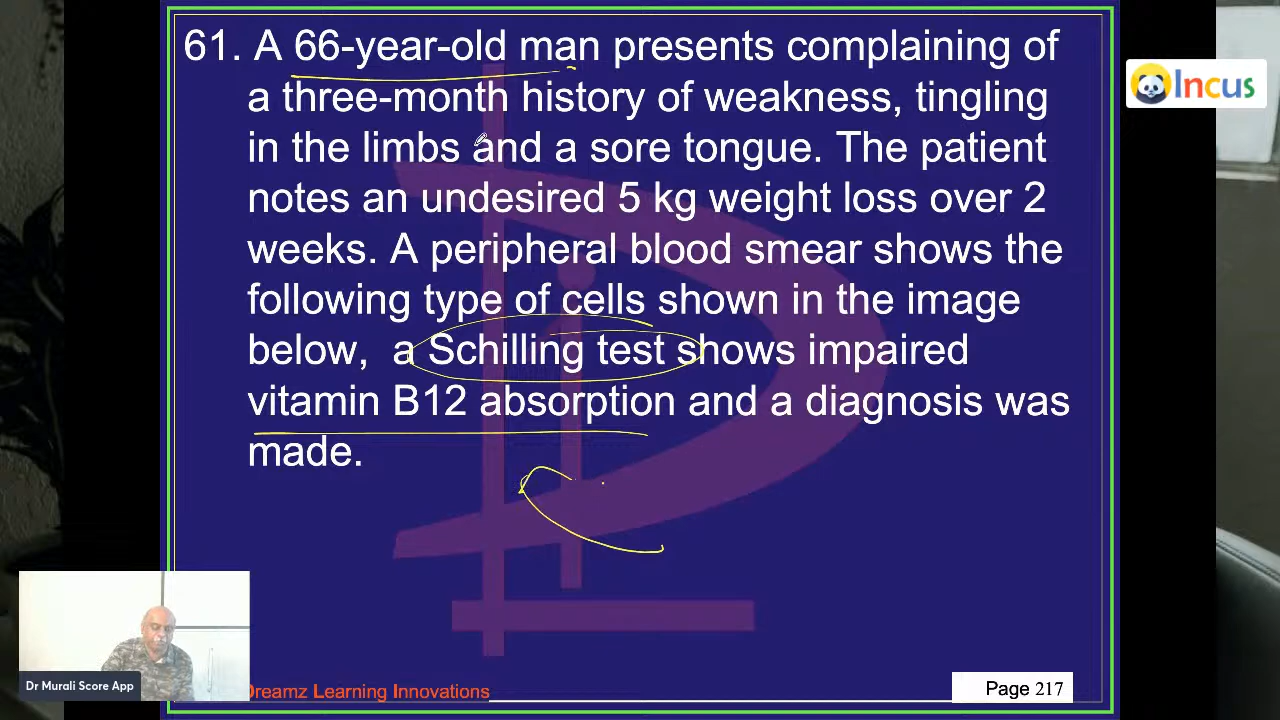 61. A 66-year-old man presents complaining of
a three-month history of weakness, tingling
in the limbs and a sore tongue. The patient
notes an undesired 5 kg weight loss over 2
weeks. A peripheral blood smear shows the
following type of cells shown in the image
below, a Schilling test shows impaired
vitamin B12 absorption and a diagnosis was
made.
Incus
Dr Murali Score App
Dreamz Learning Innovations
Page 217